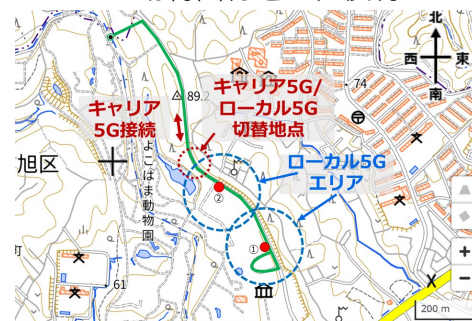 北
西 東
南
キャリア5G/
ローカル5G
切替地点
キャリア
5G接続
89.2
74
ローカル5G
エリア
旭区
よこはま動物園
②
①
61
+
−
200 m